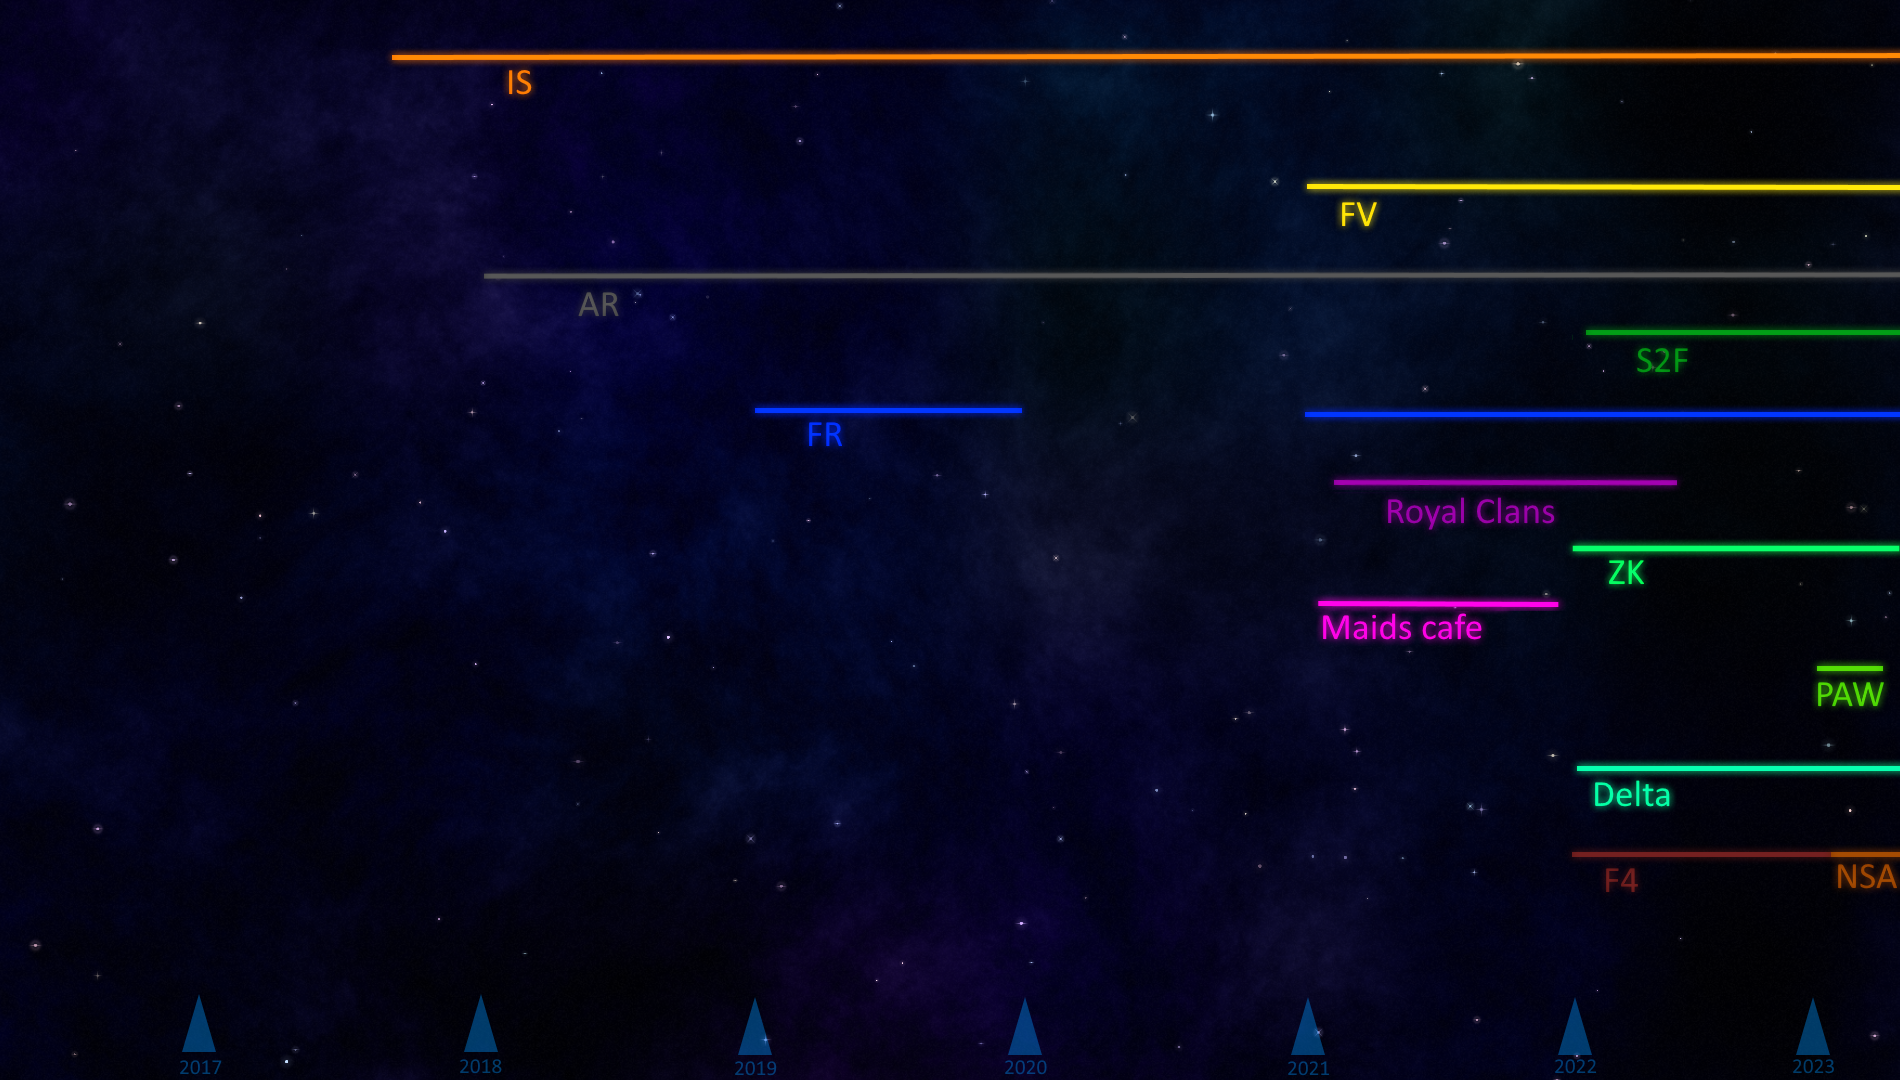 IS
FV
AR
S2F
FR
Royal Clans
ZK
Maids cafe
PAW
Delta
F4
NSA
2017
2018
2019
2020
2021
2022
2023